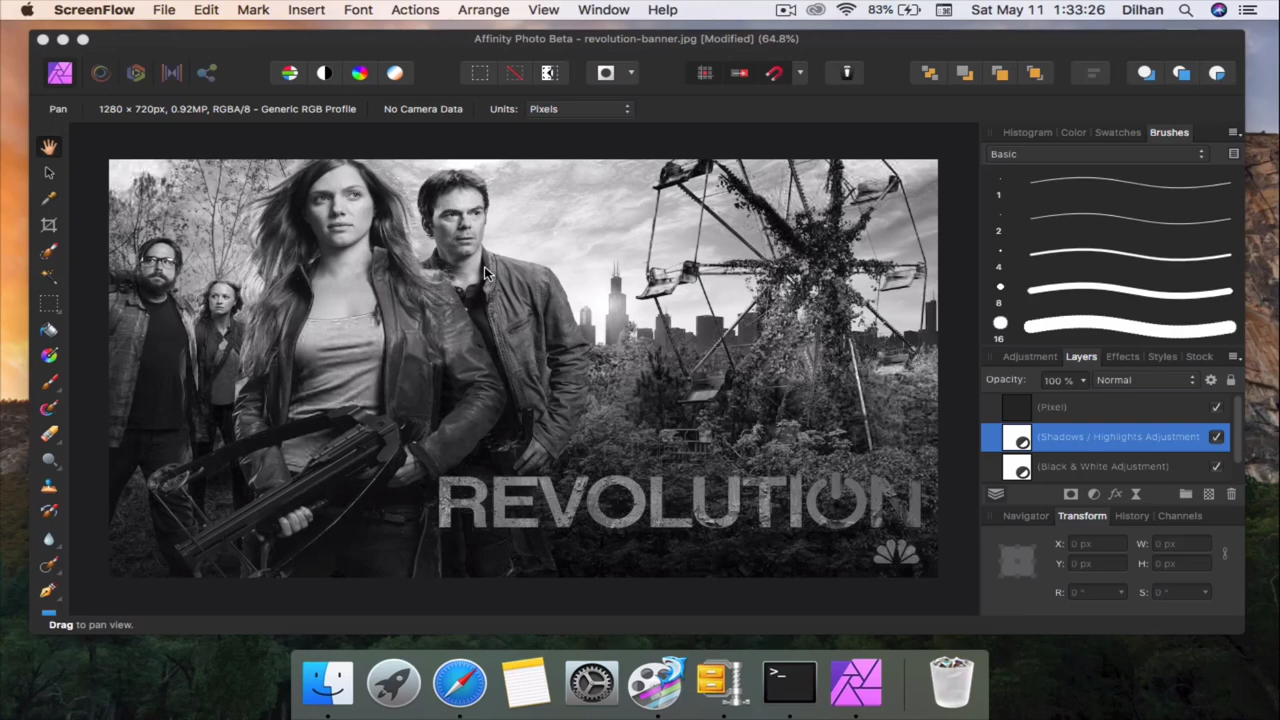 ScreenFlow File Edit Mark Insert Font Actions Arrange View Window Help 83% Sat May 11 1:33:26 Dilhan
Affinity Photo Beta - revolution-banner.jpg [Modified] (64.8%)
Pan 1280 × 720px, 0.92MP, RGBA/8 - Generic RGB Profile No Camera Data Units: Pixels
Histogram Color Swatches Brushes
Basic
1
2
4
8
16
Adjustment Layers Effects Styles Stock
Opacity: 100 % Normal
(Pixel)
(Shadows / Highlights Adjustment
(Black & White Adjustment)
fx
Navigator Transform History Channels
X: 0 px W: 0 px
Y: 0 px H: 0 px
R: 0 ° S: 0 °
REVOLUTION
Drag to pan view.
>_